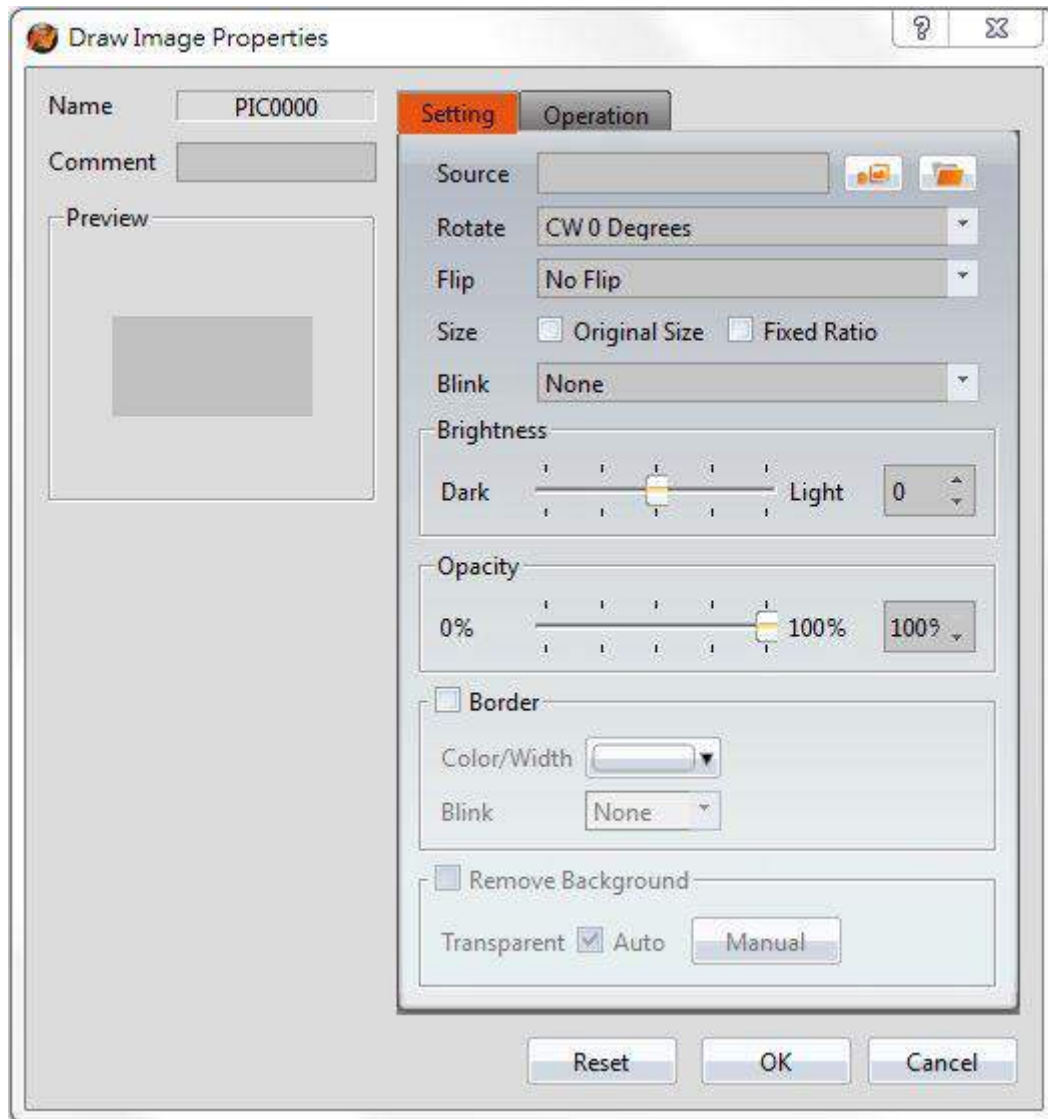 Draw Image Properties
Name PIC0000
Comment
Preview
Setting Operation
Source
Rotate CW 0 Degrees
Flip No Flip
Size Original Size Fixed Ratio
Blink None
Brightness
Dark Light 0
Opacity
0% 100% 100%
Border
Color/Width
Blink None
Remove Background
Transparent Auto Manual
Reset OK Cancel